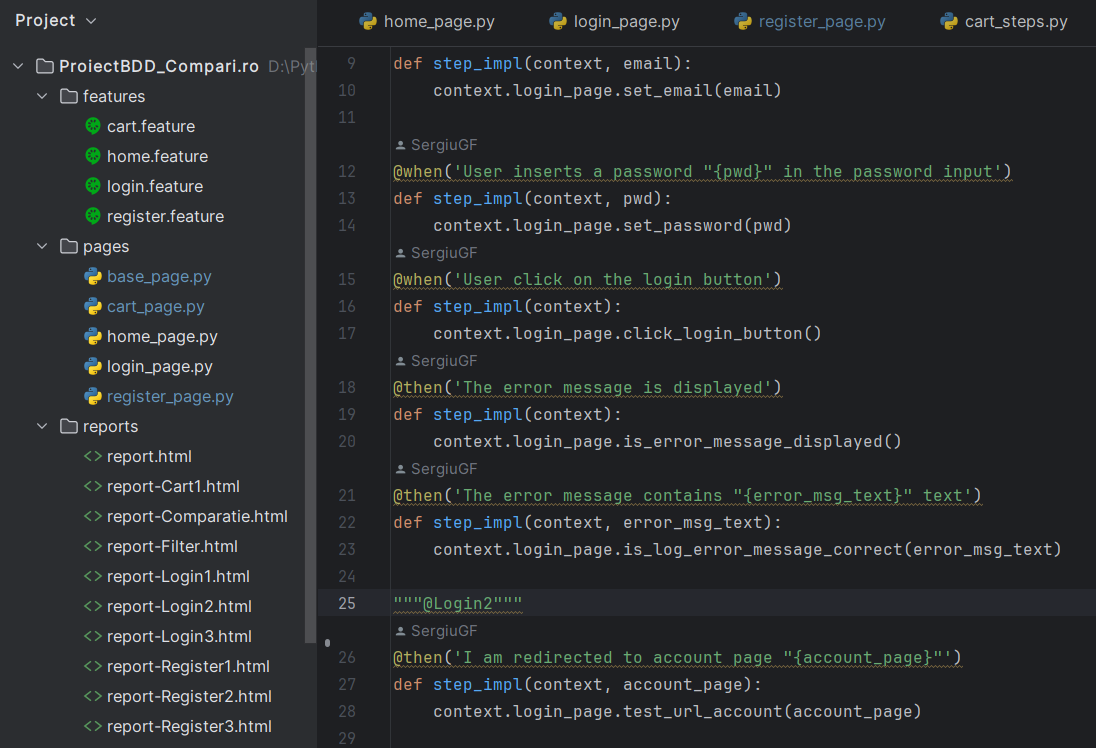 Project
home_page.py login_page.py register_page.py cart_steps.py
ProiectBDD_Compari.ro D:\Pyt
features
cart.feature
home.feature
login.feature
register.feature
pages
base_page.py
cart_page.py
home_page.py
login_page.py
register_page.py
reports
report.html
report-Cart1.html
report-Comparatie.html
report-Filter.html
report-Login1.html
report-Login2.html
report-Login3.html
report-Register1.html
report-Register2.html
report-Register3.html
9 def step_impl(context, email):
10 context.login_page.set_email(email)
11
SergiuGF
12 @when('User inserts a password "{pwd}" in the password input')
13 def step_impl(context, pwd):
14 context.login_page.set_password(pwd)
SergiuGF
15 @when('User click on the login button')
16 def step_impl(context):
17 context.login_page.click_login_button()
SergiuGF
18 @then('The error message is displayed')
19 def step_impl(context):
20 context.login_page.is_error_message_displayed()
SergiuGF
21 @then('The error message contains "{error_msg_text}" text')
22 def step_impl(context, error_msg_text):
23 context.login_page.is_log_error_message_correct(error_msg_text)
24
25 """@Login2"""
SergiuGF
26 @then('I am redirected to account page "{account_page}"')
27 def step_impl(context, account_page):
28 context.login_page.test_url_account(account_page)
29